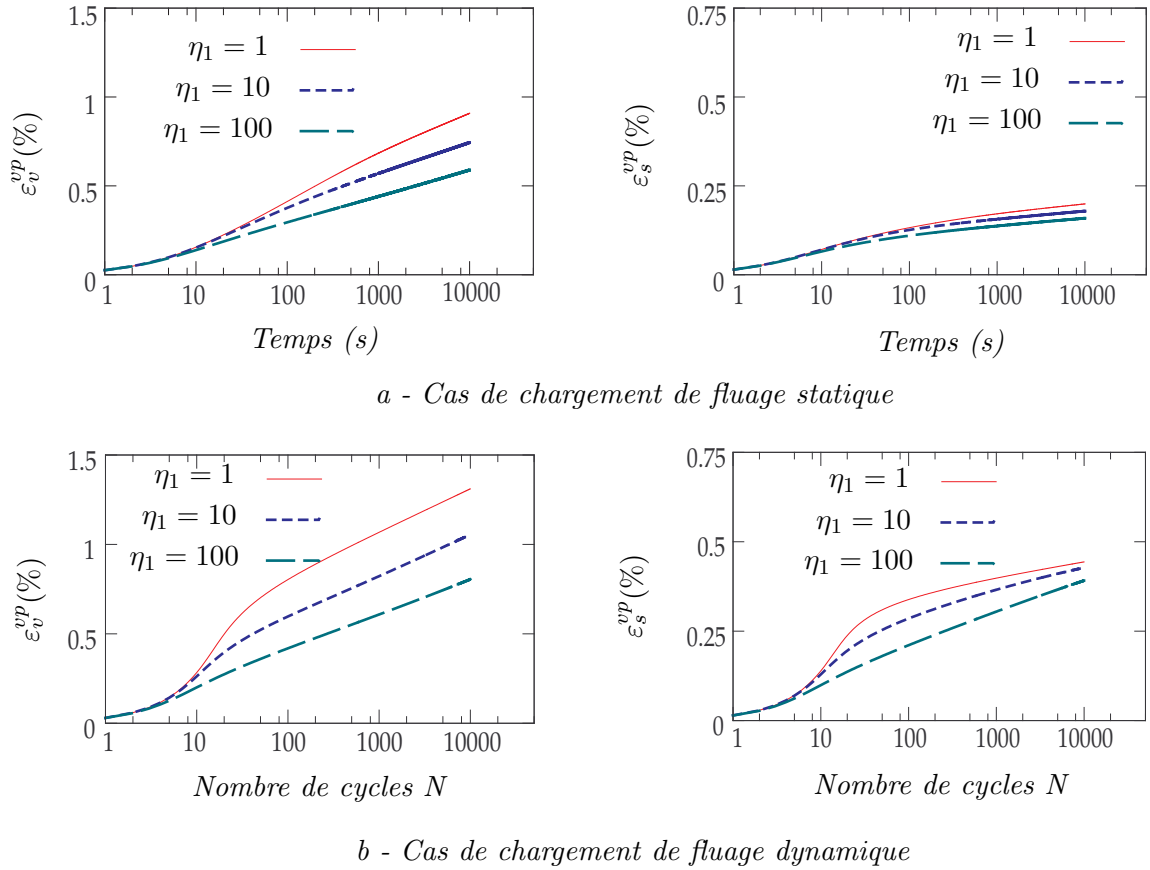 1.5
1
0.5
0
1 10 100 1000 10000
η₁ = 1
η₁ = 10
η₁ = 100
ε_v^{vp}(%)
Temps (s)
0.75
0.5
0.25
0
1 10 100 1000 10000
η₁ = 1
η₁ = 10
η₁ = 100
ε_s^{vp}(%)
Temps (s)
a - Cas de chargement de fluage statique
1.5
1
0.5
0
1 10 100 1000 10000
η₁ = 1
η₁ = 10
η₁ = 100
ε_v^{vp}(%)
Nombre de cycles N
0.75
0.5
0.25
0
1 10 100 1000 10000
η₁ = 1
η₁ = 10
η₁ = 100
ε_s^{vp}(%)
Nombre de cycles N
b - Cas de chargement de fluage dynamique